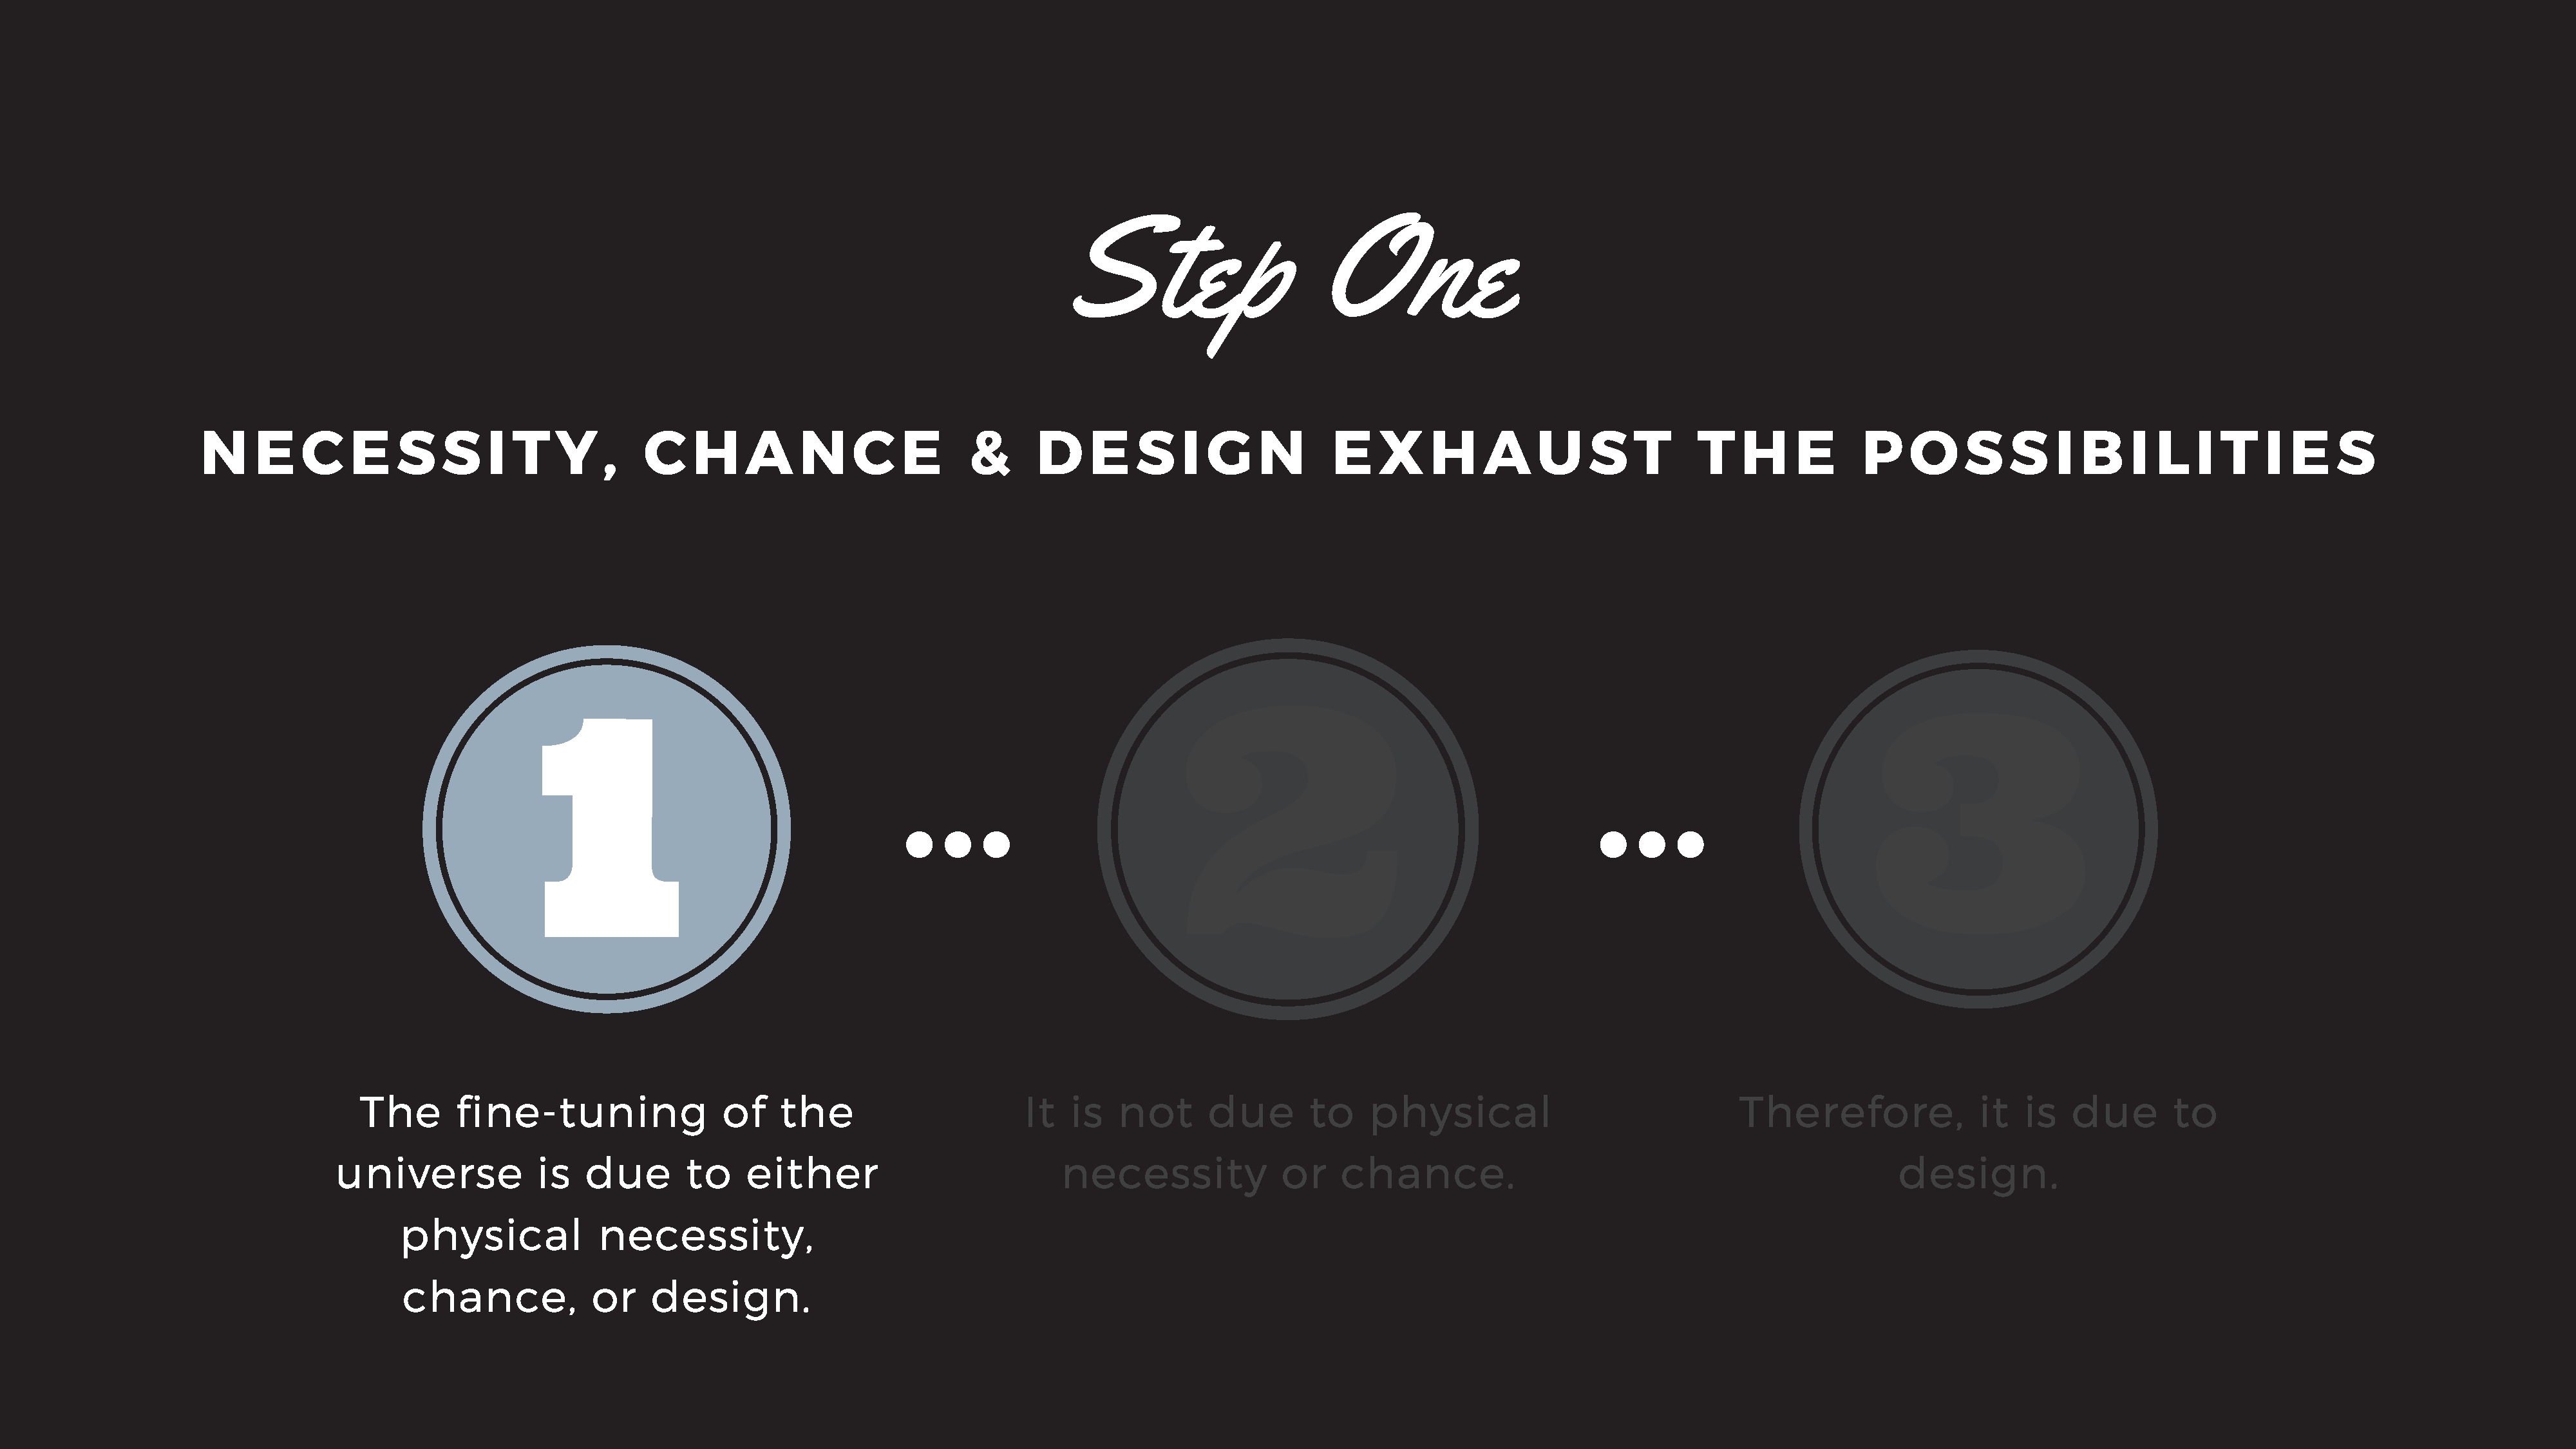 Step One
NECESSITY, CHANCE & DESIGN EXHAUST THE POSSIBILITIES
1
2
3
The fine-tuning of the
universe is due to either
physical necessity,
chance, or design.
It is not due to physical
necessity or chance.
Therefore, it is due to
design.